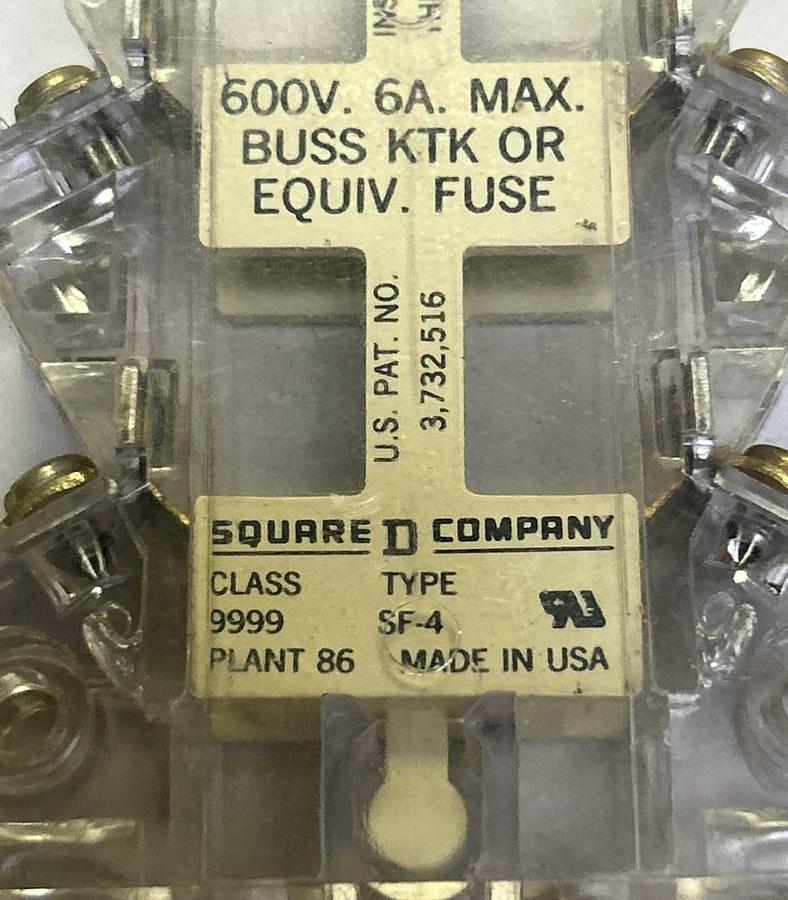 600V. 6A. MAX.
BUSS KTK OR
EQUIV. FUSE
U.S. PAT. NO.
3,732,516
SQUARE D COMPANY
CLASS TYPE
9999 SF-4
PLANT 86 MADE IN USA